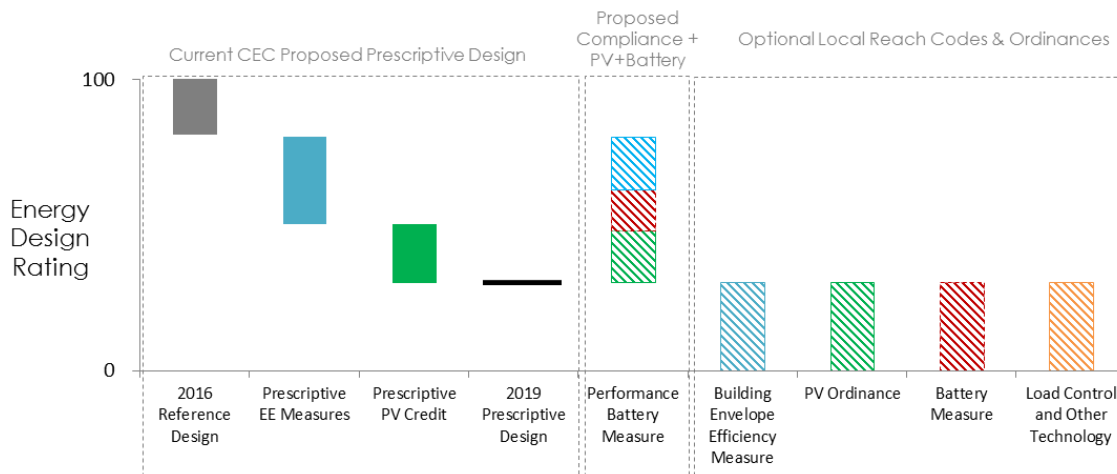 Current CEC Proposed Prescriptive Design
Proposed
Compliance +
PV+Battery
Optional Local Reach Codes & Ordinances
100
Energy
Design
Rating
0
2016
Reference
Design
Prescriptive
EE Measures
Prescriptive
PV Credit
2019
Prescriptive
Design
Performance
Battery
Measure
Building
Envelope
Efficiency
Measure
PV Ordinance
Battery
Measure
Load Control
and Other
Technology